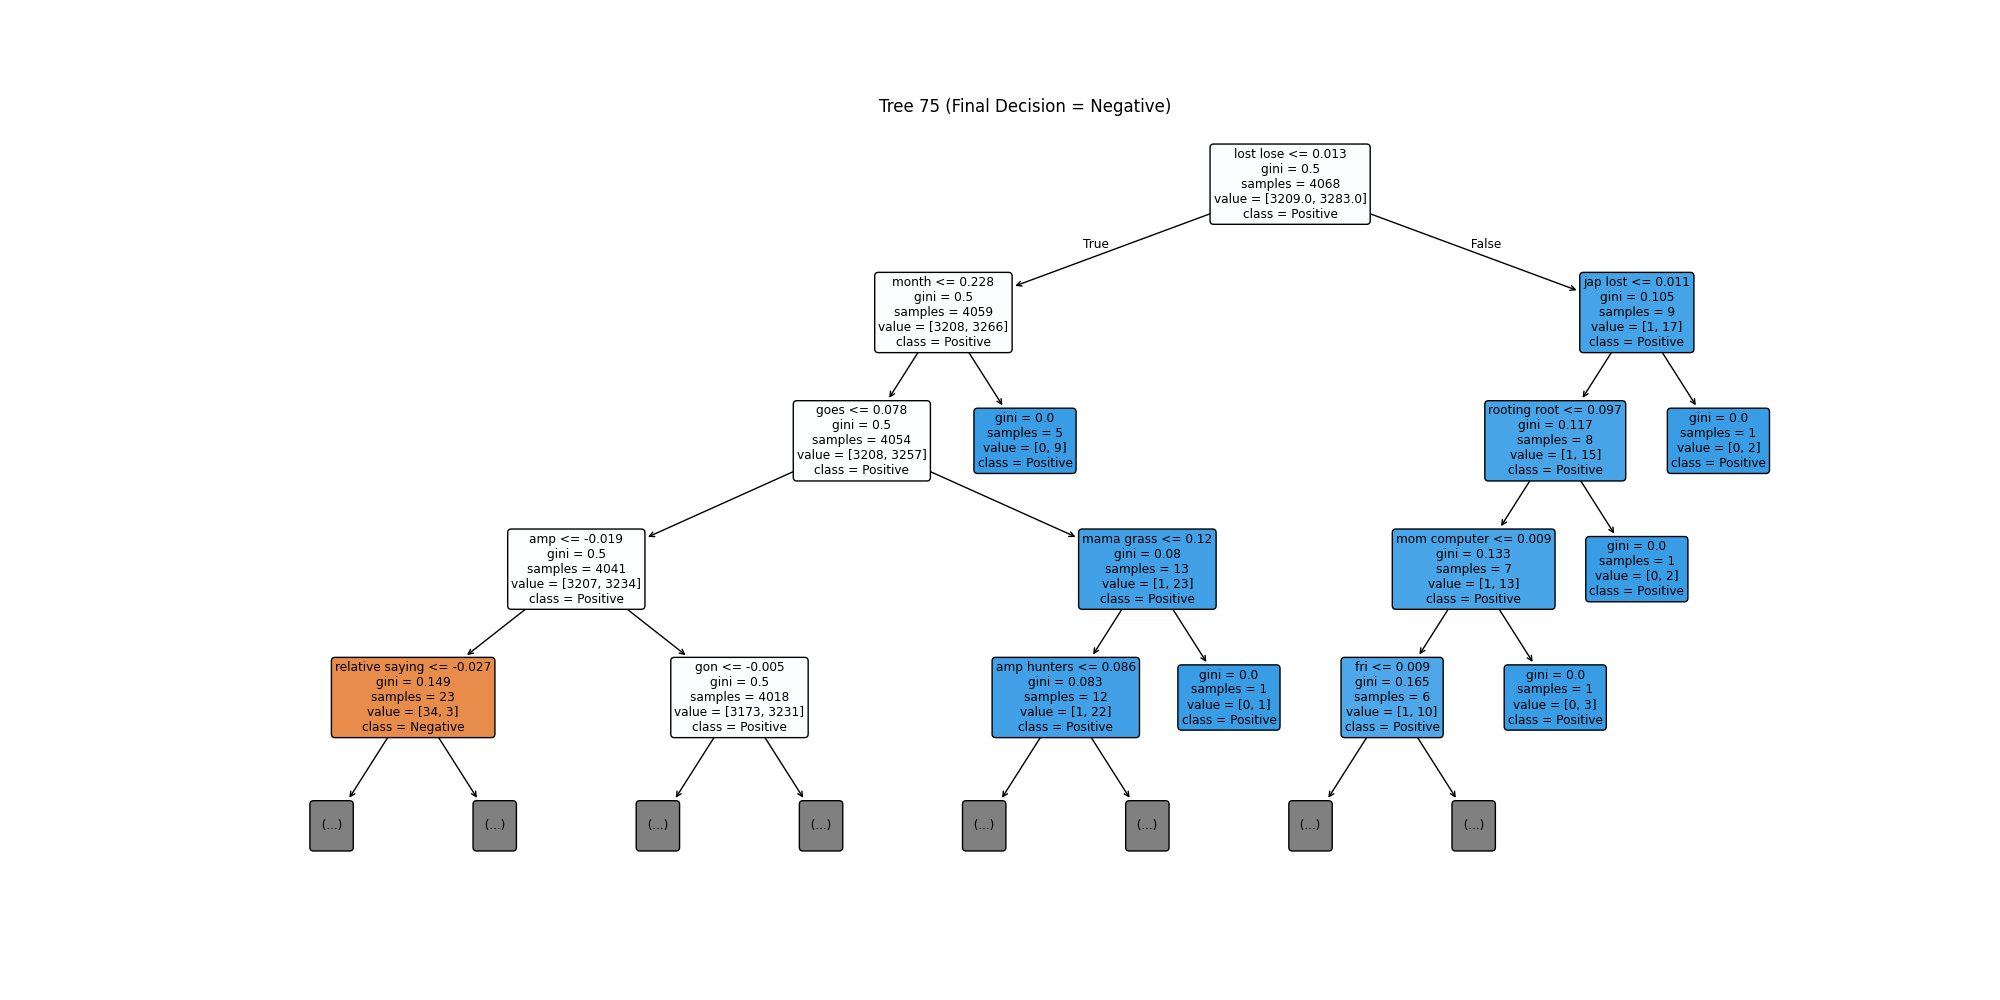 Tree 75 (Final Decision = Negative)
lost lose <= 0.013
gini = 0.5
samples = 4068
value = [3209.0, 3283.0]
class = Positive
True
False
month <= 0.228
gini = 0.5
samples = 4059
value = [3208, 3266]
class = Positive
jap lost <= 0.011
gini = 0.105
samples = 9
value = [1, 17]
class = Positive
goes <= 0.078
gini = 0.5
samples = 4054
value = [3208, 3257]
class = Positive
gini = 0.0
samples = 5
value = [0, 9]
class = Positive
rooting root <= 0.097
gini = 0.117
samples = 8
value = [1, 15]
class = Positive
gini = 0.0
samples = 1
value = [0, 2]
class = Positive
amp <= -0.019
gini = 0.5
samples = 4041
value = [3207, 3234]
class = Positive
mama grass <= 0.12
gini = 0.08
samples = 13
value = [1, 23]
class = Positive
mom computer <= 0.009
gini = 0.133
samples = 7
value = [1, 13]
class = Positive
gini = 0.0
samples = 1
value = [0, 2]
class = Positive
relative saying <= -0.027
gini = 0.149
samples = 23
value = [34, 3]
class = Negative
gon <= -0.005
gini = 0.5
samples = 4018
value = [3173, 3231]
class = Positive
amp hunters <= 0.086
gini = 0.083
samples = 12
value = [1, 22]
class = Positive
gini = 0.0
samples = 1
value = [0, 1]
class = Positive
fri <= 0.009
gini = 0.165
samples = 6
value = [1, 10]
class = Positive
gini = 0.0
samples = 1
value = [0, 3]
class = Positive
(...)
(...)
(...)
(...)
(...)
(...)
(...)
(...)